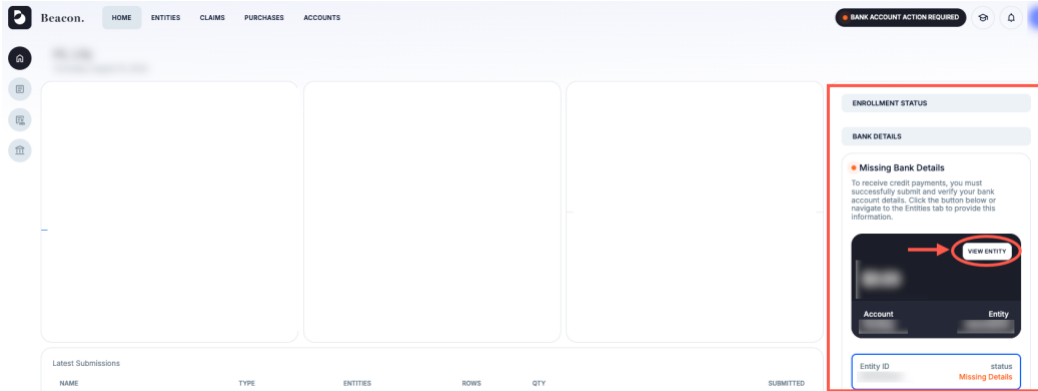 Beacon.
HOME ENTITIES CLAIMS PURCHASES ACCOUNTS
BANK ACCOUNT ACTION REQUIRED
ENROLLMENT STATUS
BANK DETAILS
Missing Bank Details
To receive credit payments, you must
successfully submit and verify your bank
account details. Click the button below or
navigate to the Entities tab to provide this
information.
VIEW ENTITY
Account Entity
Entity ID status
Missing Details
Latest Submissions
NAME TYPE ENTITIES ROWS QTY SUBMITTED